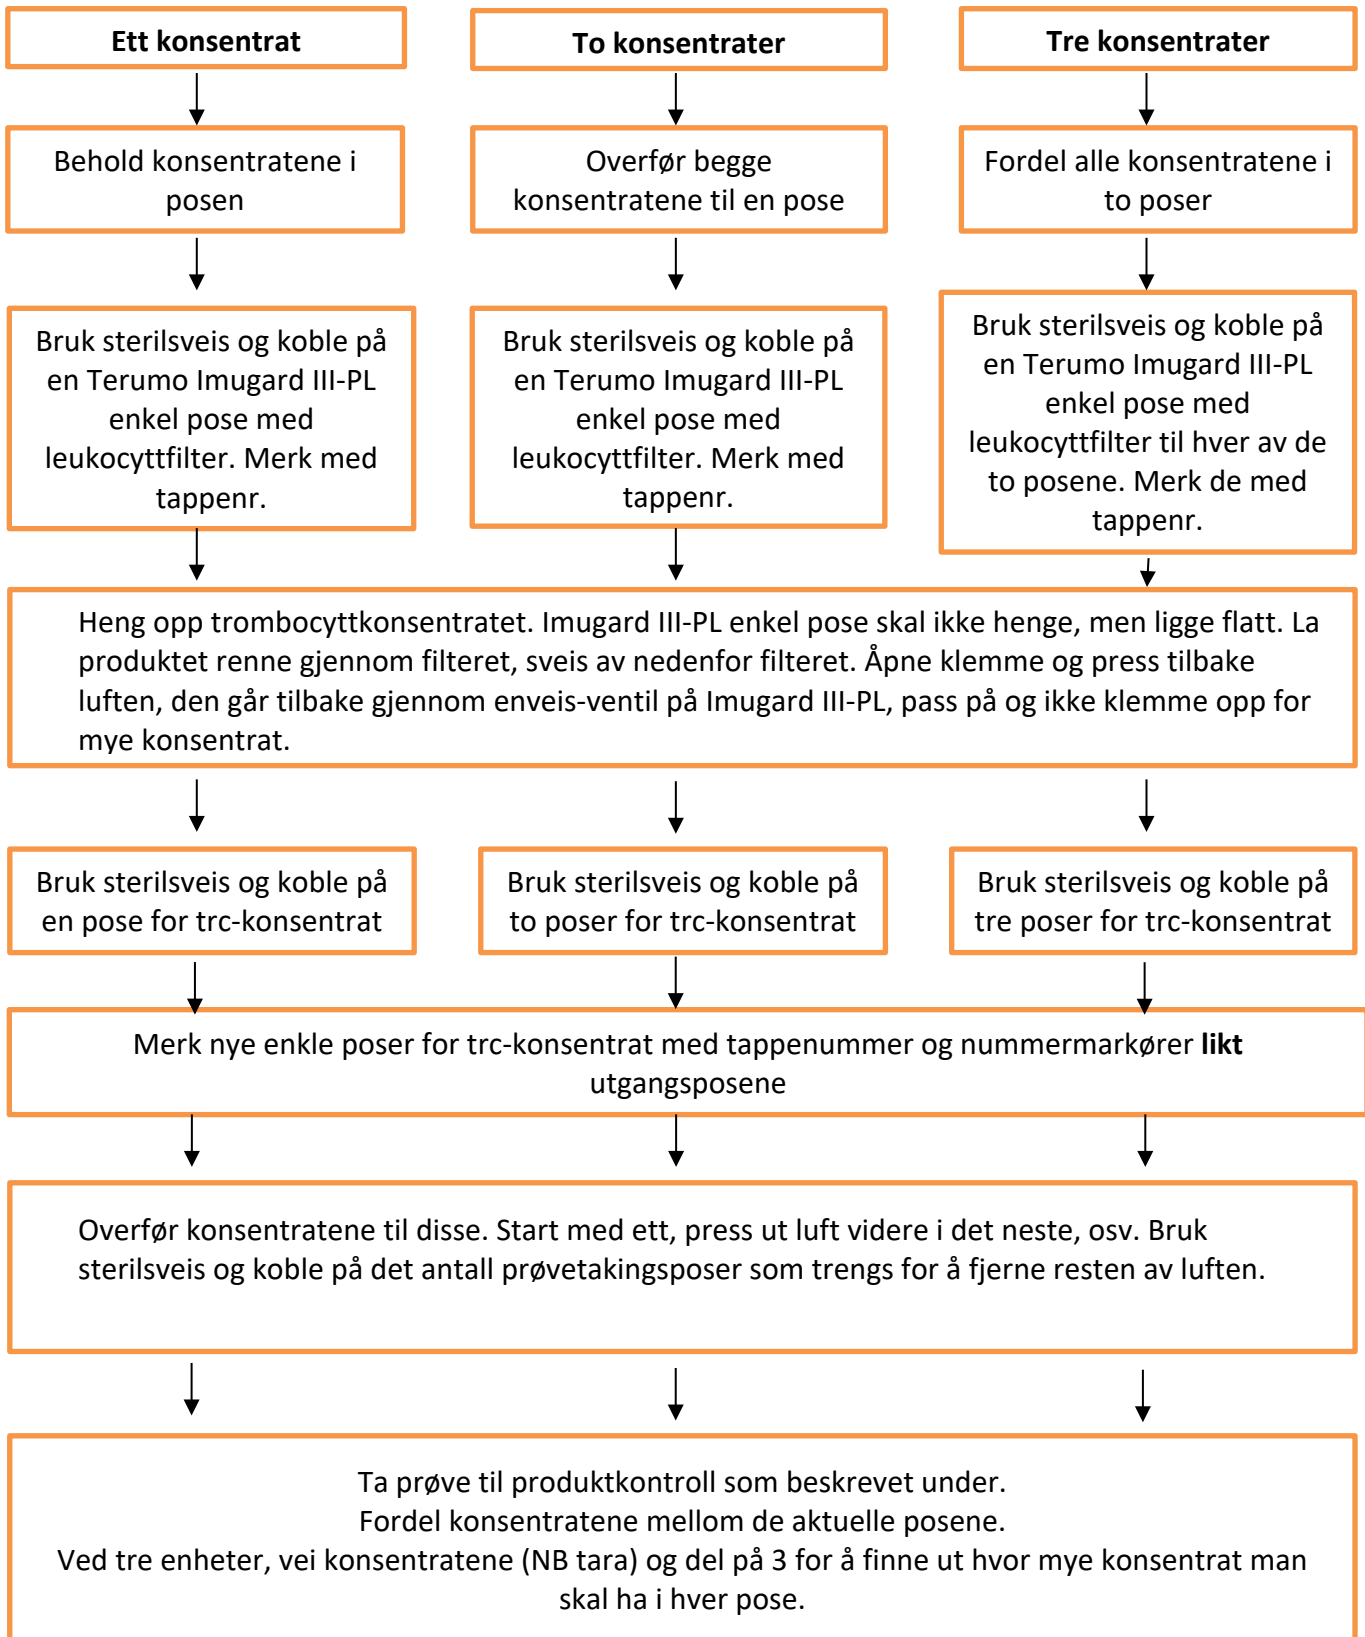 Ett konsentrat
To konsentrater
Tre konsentrater
Behold konsentratene i
posen
Overfør begge
konsentratene til en pose
Fordel alle konsentratene i
to poser
Bruk sterilsveis og koble på
en Terumo Imugard III-PL
enkel pose med
leukocyttfilter. Merk med
tappenr.
Bruk sterilsveis og koble på
en Terumo Imugard III-PL
enkel pose med
leukocyttfilter. Merk med
tappenr.
Bruk sterilsveis og koble på
en Terumo Imugard III-PL
enkel pose med
leukocyttfilter til hver av de
to posene. Merk de med
tappenr.
Heng opp trombocyttkonsentratet. Imugard III-PL enkel pose skal ikke henge, men ligge flatt. La
produktet renne gjennom filteret, sveis av nedenfor filteret. Åpne klemme og press tilbake
luften, den går tilbake gjennom enveis-ventil på Imugard III-PL, pass på og ikke klemme opp for
mye konsentrat.
Bruk sterilsveis og koble på
en pose for trc-konsentrat
Bruk sterilsveis og koble på
to poser for trc-konsentrat
Bruk sterilsveis og koble på
tre poser for trc-konsentrat
Merk nye enkle poser for trc-konsentrat med tappenummer og nummermarkører likt
utgangsposene
Overfør konsentratene til disse. Start med ett, press ut luft videre i det neste, osv. Bruk
sterilsveis og koble på det antall prøvetakingsposer som trengs for å fjerne resten av luften.
Ta prøve til produktkontroll som beskrevet under.
Fordel konsentratene mellom de aktuelle posene.
Ved tre enheter, vei konsentratene (NB tara) og del på 3 for å finne ut hvor mye konsentrat man
skal ha i hver pose.